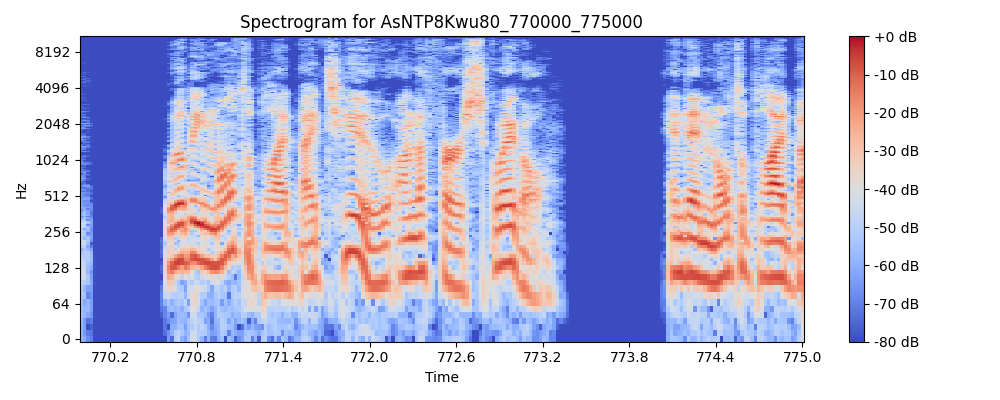 Spectrogram for AsNTP8Kwu80_770000_775000
8192
4096
2048
1024
512
256
128
64
0
Hz
770.2 770.8 771.4 772.0 772.6 773.2 773.8 774.4 775.0
Time
+0 dB
-10 dB
-20 dB
-30 dB
-40 dB
-50 dB
-60 dB
-70 dB
-80 dB